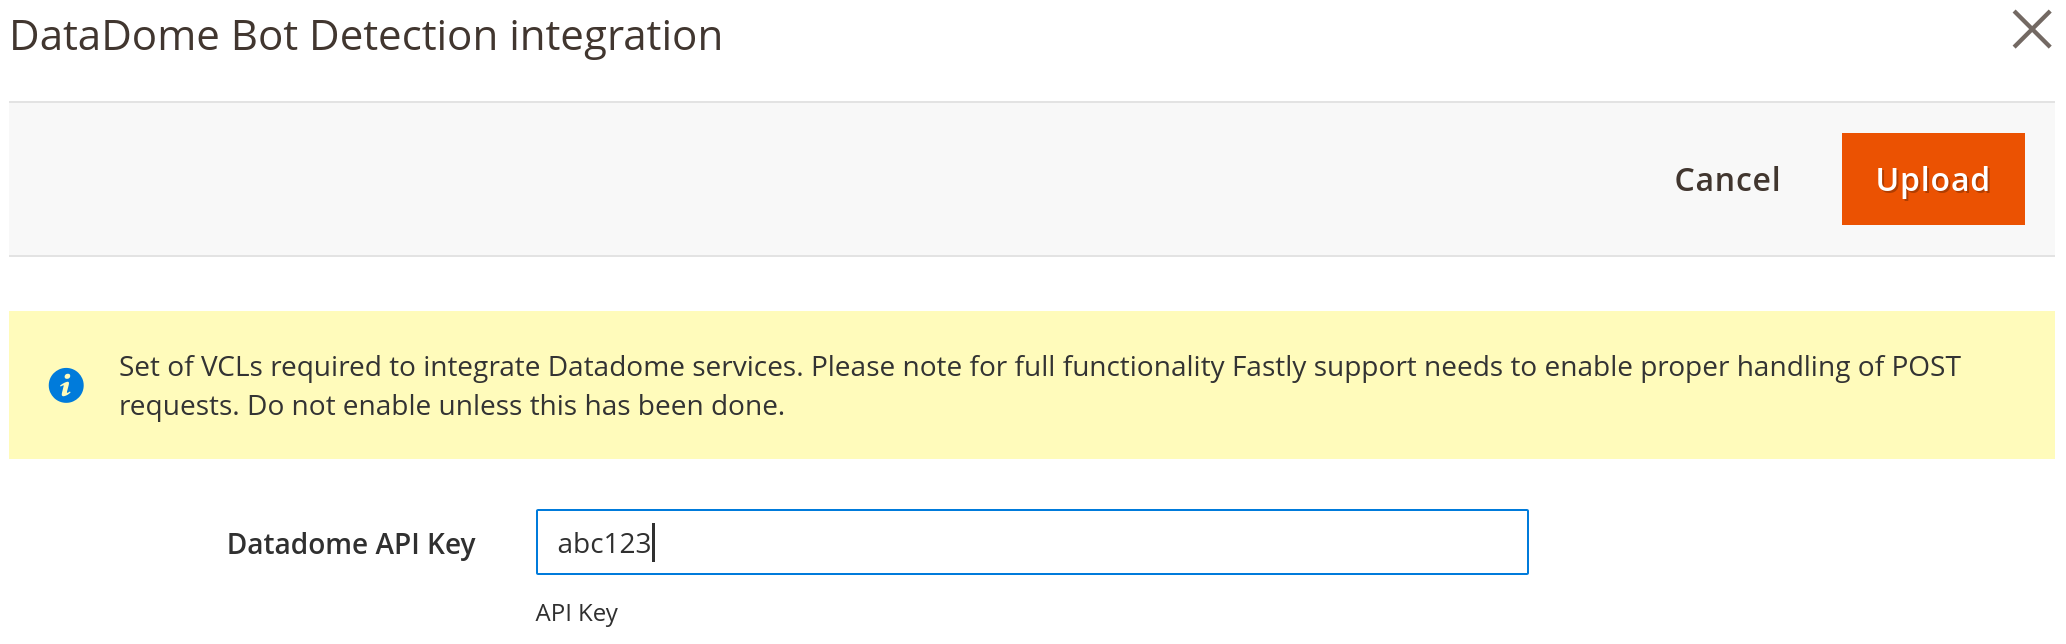 DataDome Bot Detection integration
Cancel
Upload
Set of VCLs required to integrate Datadome services. Please note for full functionality Fastly support needs to enable proper handling of POST
requests. Do not enable unless this has been done.
Datadome API Key
abc123
API Key